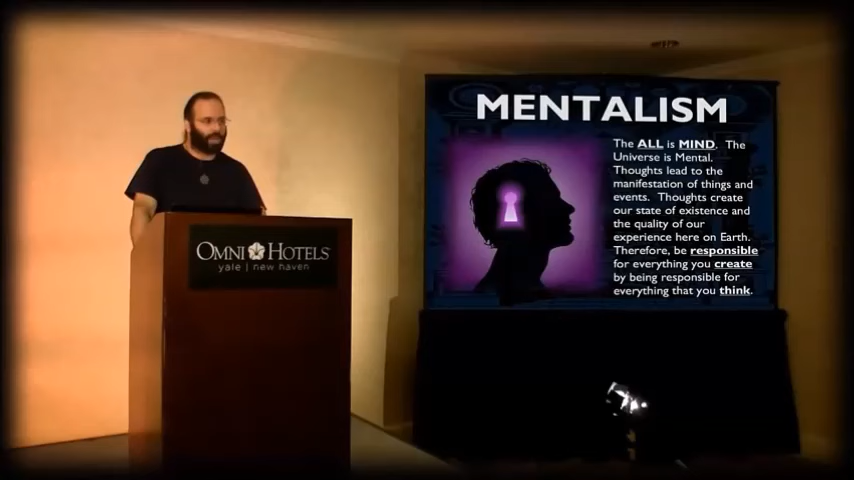 OMNI HOTELS
yale | new haven
MENTALISM
The ALL is MIND. The
Universe is Mental.
Thoughts lead to the
manifestation of things and
events. Thoughts create
our state of existence and
the quality of our
experience here on Earth.
Therefore, be responsible
for everything you create
by being responsible for
everything that you think.